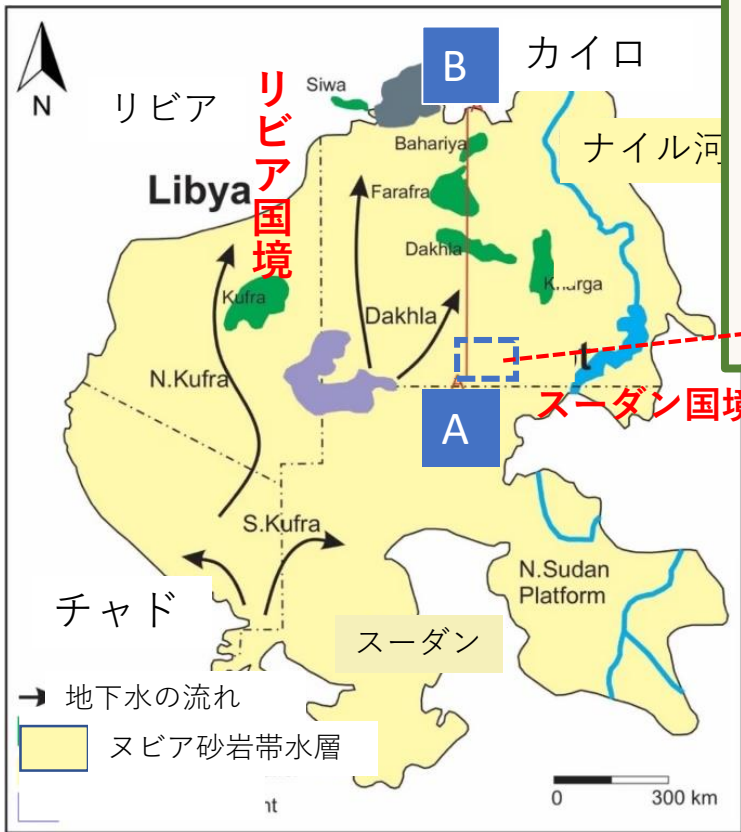 B
カイロ
N
リビア
Siwa
リビア国境
Bahariya
ナイル河
Libya
Farafra
Dakhla
Kharga
Kufra
Dakhla
N.Kufra
A
スーダン国境
S.Kufra
N.Sudan
Platform
チャド
スーダン
地下水の流れ
ヌビア砂岩帯水層
0 300 km